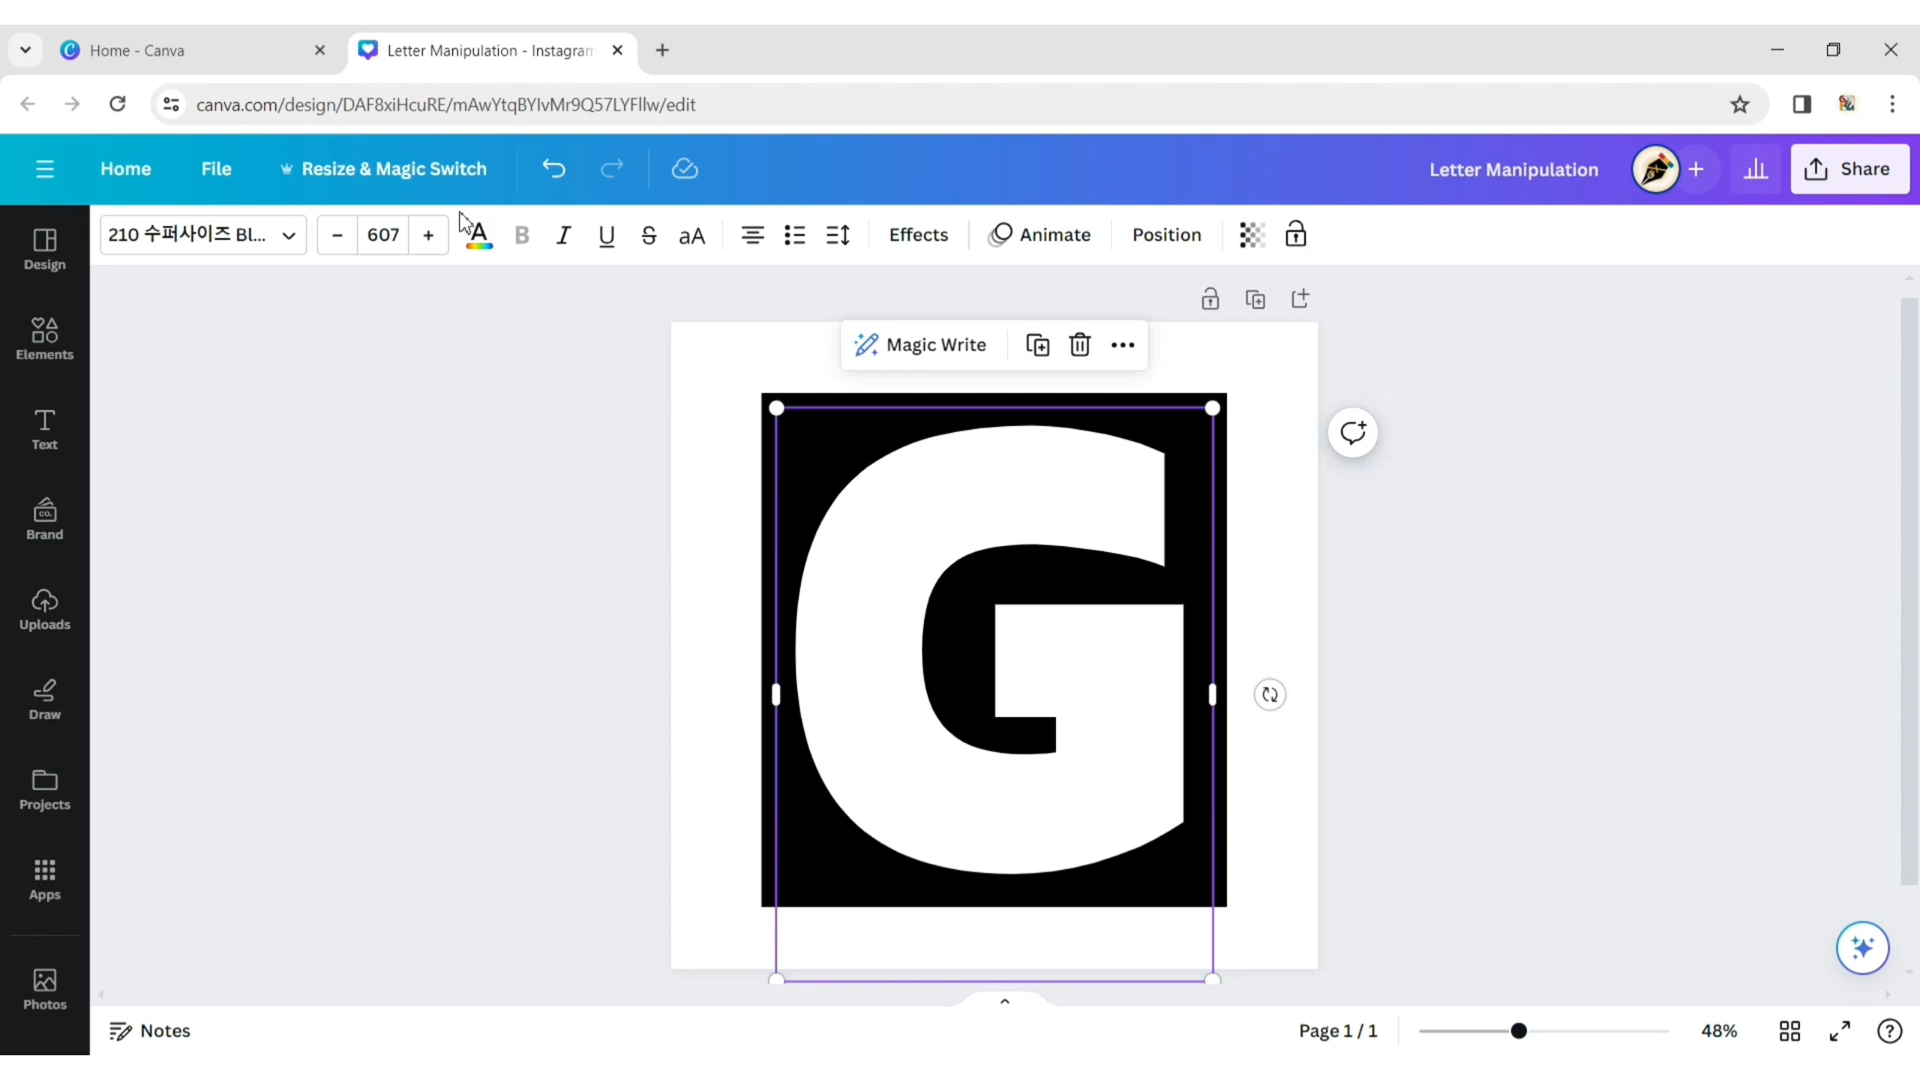 Home - Canva
Letter Manipulation - Instagram
canva.com/design/DAF8xiHcuRE/mAwYtqBYIvMr9Q57LYFllw/edit
Home File Resize & Magic Switch Letter Manipulation Share
210 수퍼사이즈 Bl... - 607 + A B I U S aA Effects Animate Position
Design
Elements
Text
Brand
Uploads
Draw
Projects
Apps
Photos
Magic Write
G
Notes Page 1 / 1 48%